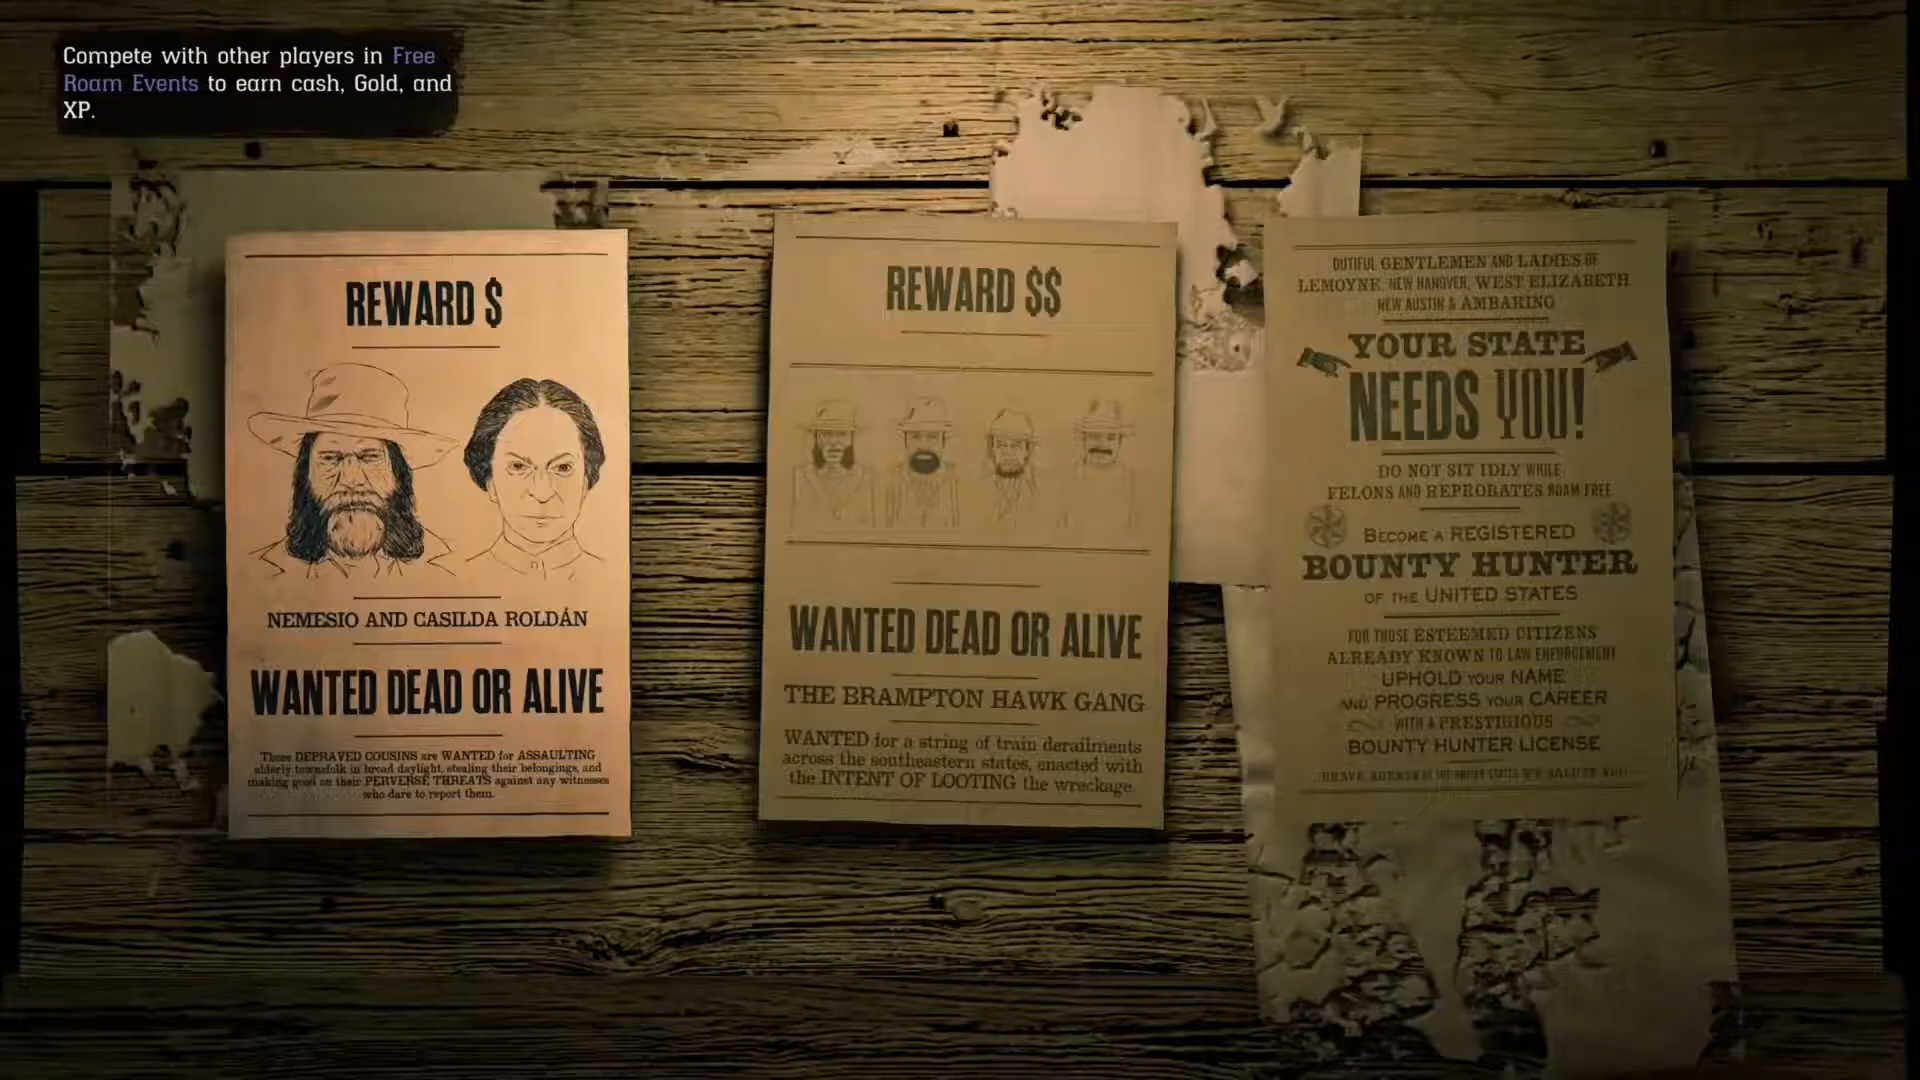 Compete with other players in Free
Roam Events to earn cash, Gold, and
XP.
REWARD $
NEMESIO AND CASILDA ROLDÁN
WANTED DEAD OR ALIVE
These DEPRAVED COUSINS are WANTED for ASSAULTING
elderly townsfolk in broad daylight, stealing their belongings, and
making good on their PERVERSE THREATS against any witnesses
who dare to report them.
REWARD $$
WANTED DEAD OR ALIVE
THE BRAMPTON HAWK GANG
WANTED for a string of train derailments
across the southeastern states, enacted with
the INTENT OF LOOTING the wreckage.
DUTIFUL GENTLEMEN AND LADIES OF
LEMOYNE, NEW HANOVER, WEST ELIZABETH
NEW AUSTIN & AMBARINO
YOUR STATE
NEEDS YOU!
DO NOT SIT IDLY WHILE
FELONS AND REPROBATES ROAM FREE
BECOME A REGISTERED
BOUNTY HUNTER
OF THE UNITED STATES
FOR THOSE ESTEEMED CITIZENS
ALREADY KNOWN TO LAW ENFORCEMENT
UPHOLD YOUR NAME
AND PROGRESS YOUR CAREER
WITH A PRESTIGIOUS
BOUNTY HUNTER LICENSE
OF THE UNITED STATES WE SALUTE YOU